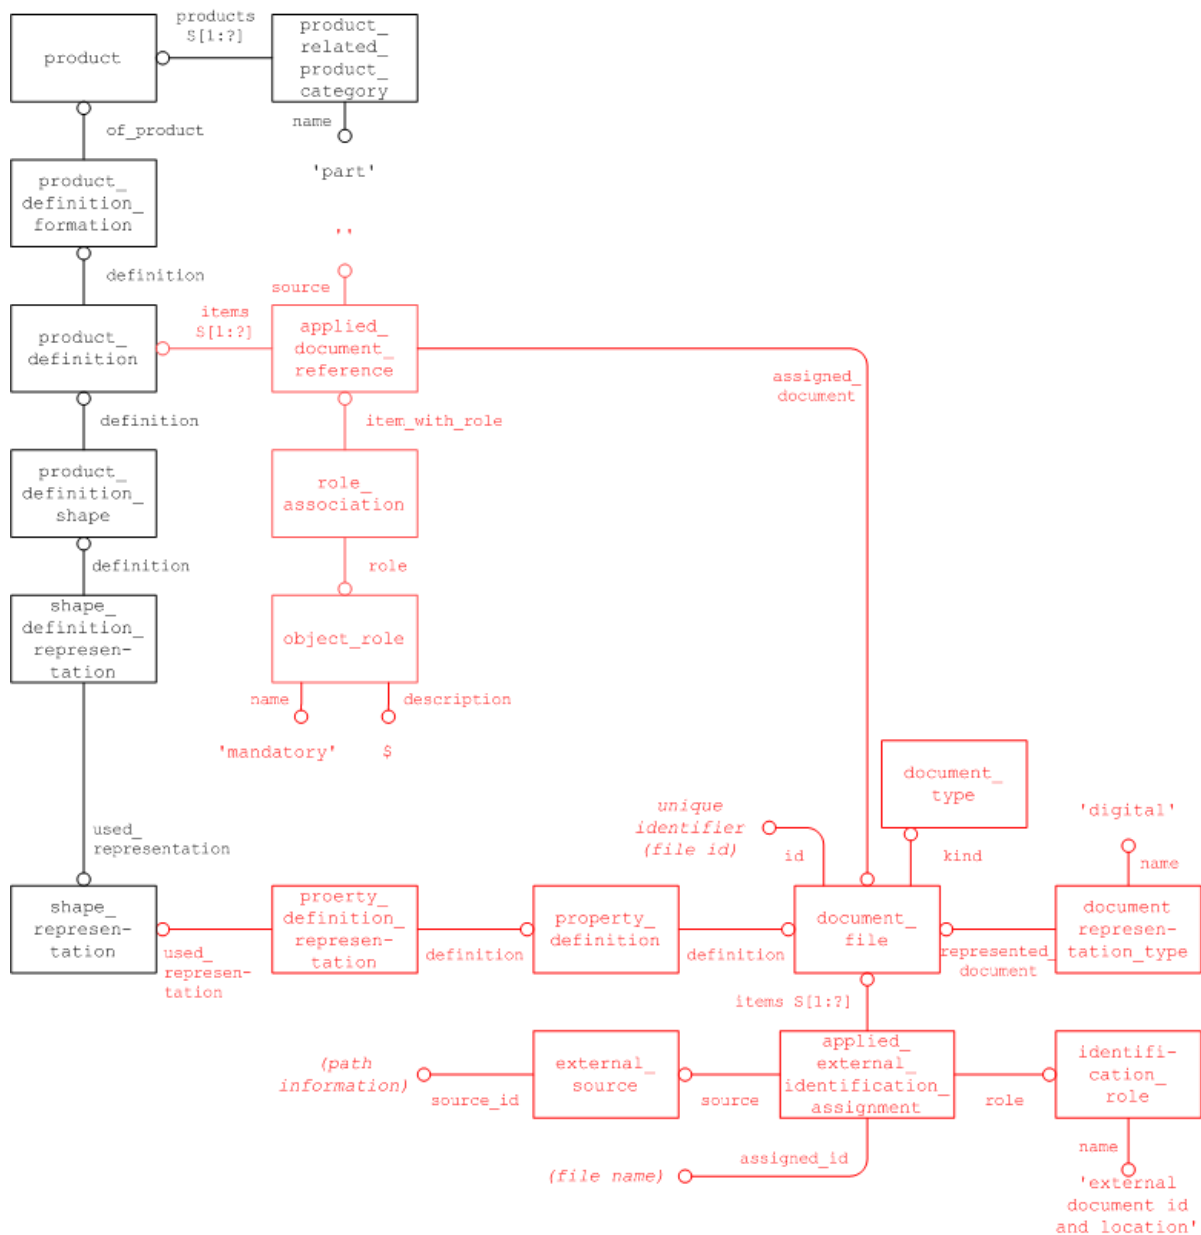 products
S[1:?]
product
product_
related_
product_
category
name
of_product
'part'
product_
definition_
formation
''
definition
source
items
S[1:?]
product_
definition
applied_
document_
reference
assigned_
document
definition
item_with_role
product_
definition_
shape
role_
association
definition
role
shape_
definition_
represen-
tation
object_role
name
description
'mandatory'
$
document_
type
unique
identifier
(file id)
id
kind
'digital'
name
used_
representation
shape_
represen-
tation
used_
represen-
tation
proerty_
definition_
represen-
tation
definition
property_
definition
definition
document_
file
represented_
document
document
represen-
tation_type
items S[1:?]
(path
information)
source_id
external_
source
source
applied_
external_
identification_
assignment
role
identifi-
cation_
role
name
assigned_id
(file name)
'external
document id
and location'